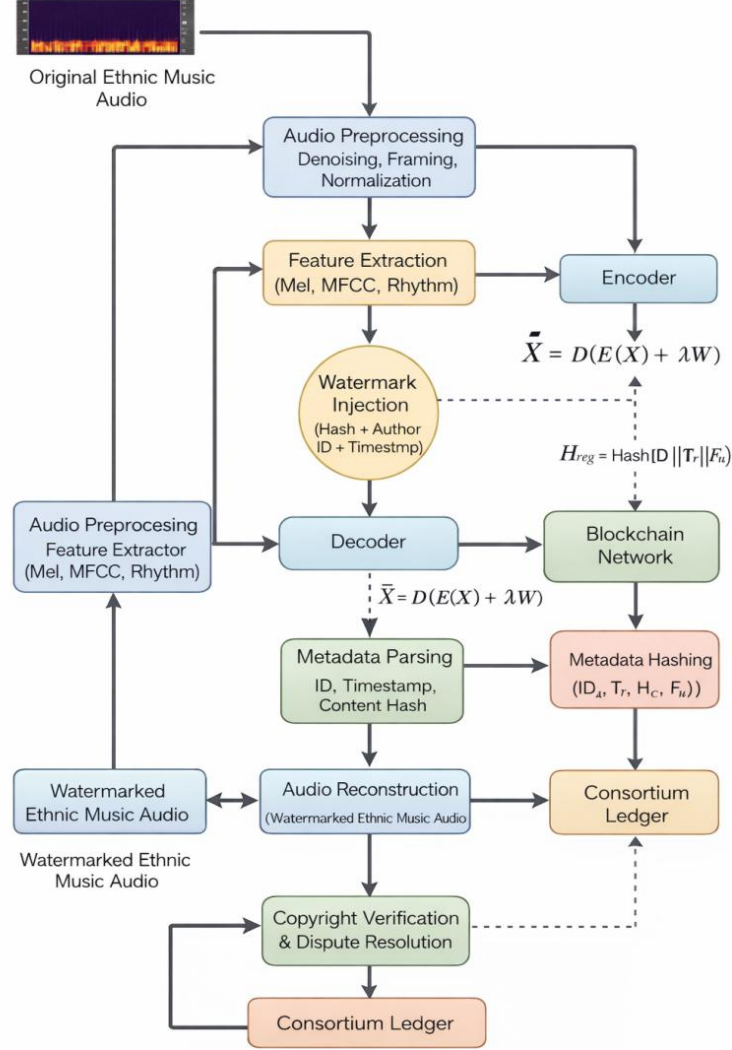 Original Ethnic Music
Audio
Audio Preprocessing
Denoising, Framing,
Normalization
Feature Extraction
(Mel, MFCC, Rhythm)
Encoder
X̄ = D(E(X) + λW)
Watermark
Injection
(Hash + Author
ID + Timestmp)
H_reg = Hash[D ||T_r||F_u)
Audio Preprocesing
Feature Extractor
(Mel, MFCC, Rhythm)
Decoder
Blockchain
Network
X̄ = D(E(X) + λW)
Metadata Parsing
ID, Timestamp,
Content Hash
Metadata Hashing
(ID_A, T_r, H_C, F_u))
Watermarked
Ethnic Music Audio
Audio Reconstruction
(Watermarked Ethnic Music Audio
Consortium
Ledger
Watermarked Ethnic
Music Audio
Copyright Verification
& Dispute Resolution
Consortium Ledger